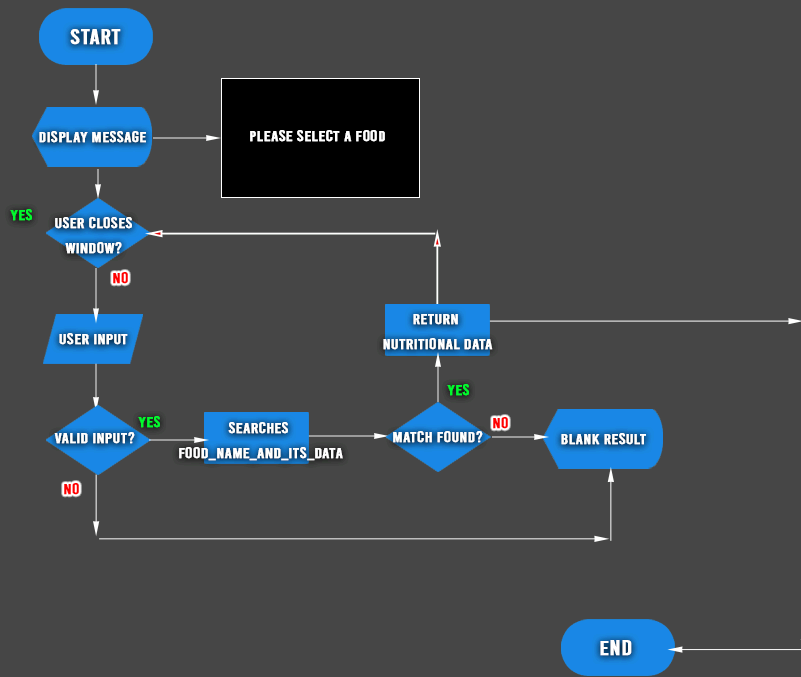 START
DISPLAY MESSAGE
PLEASE SELECT A FOOD
YES
USER CLOSES
WINDOW?
NO
USER INPUT
RETURN
NUTRITIONAL DATA
YES
VALID INPUT?
YES
SEARCHES
FOOD_NAME_AND_ITS_DATA
MATCH FOUND?
NO
BLANK RESULT
NO
END